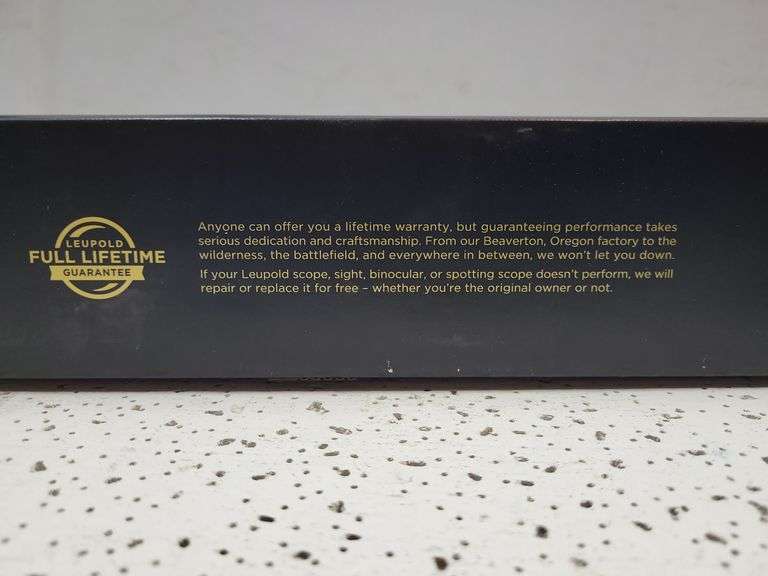 LEUPOLD
FULL LIFETIME
GUARANTEE
Anyone can offer you a lifetime warranty, but guaranteeing performance takes
serious dedication and craftsmanship. From our Beaverton, Oregon factory to the
wilderness, the battlefield, and everywhere in between, we won't let you down.
If your Leupold scope, sight, binocular, or spotting scope doesn't perform, we will
repair or replace it for free – whether you're the original owner or not.